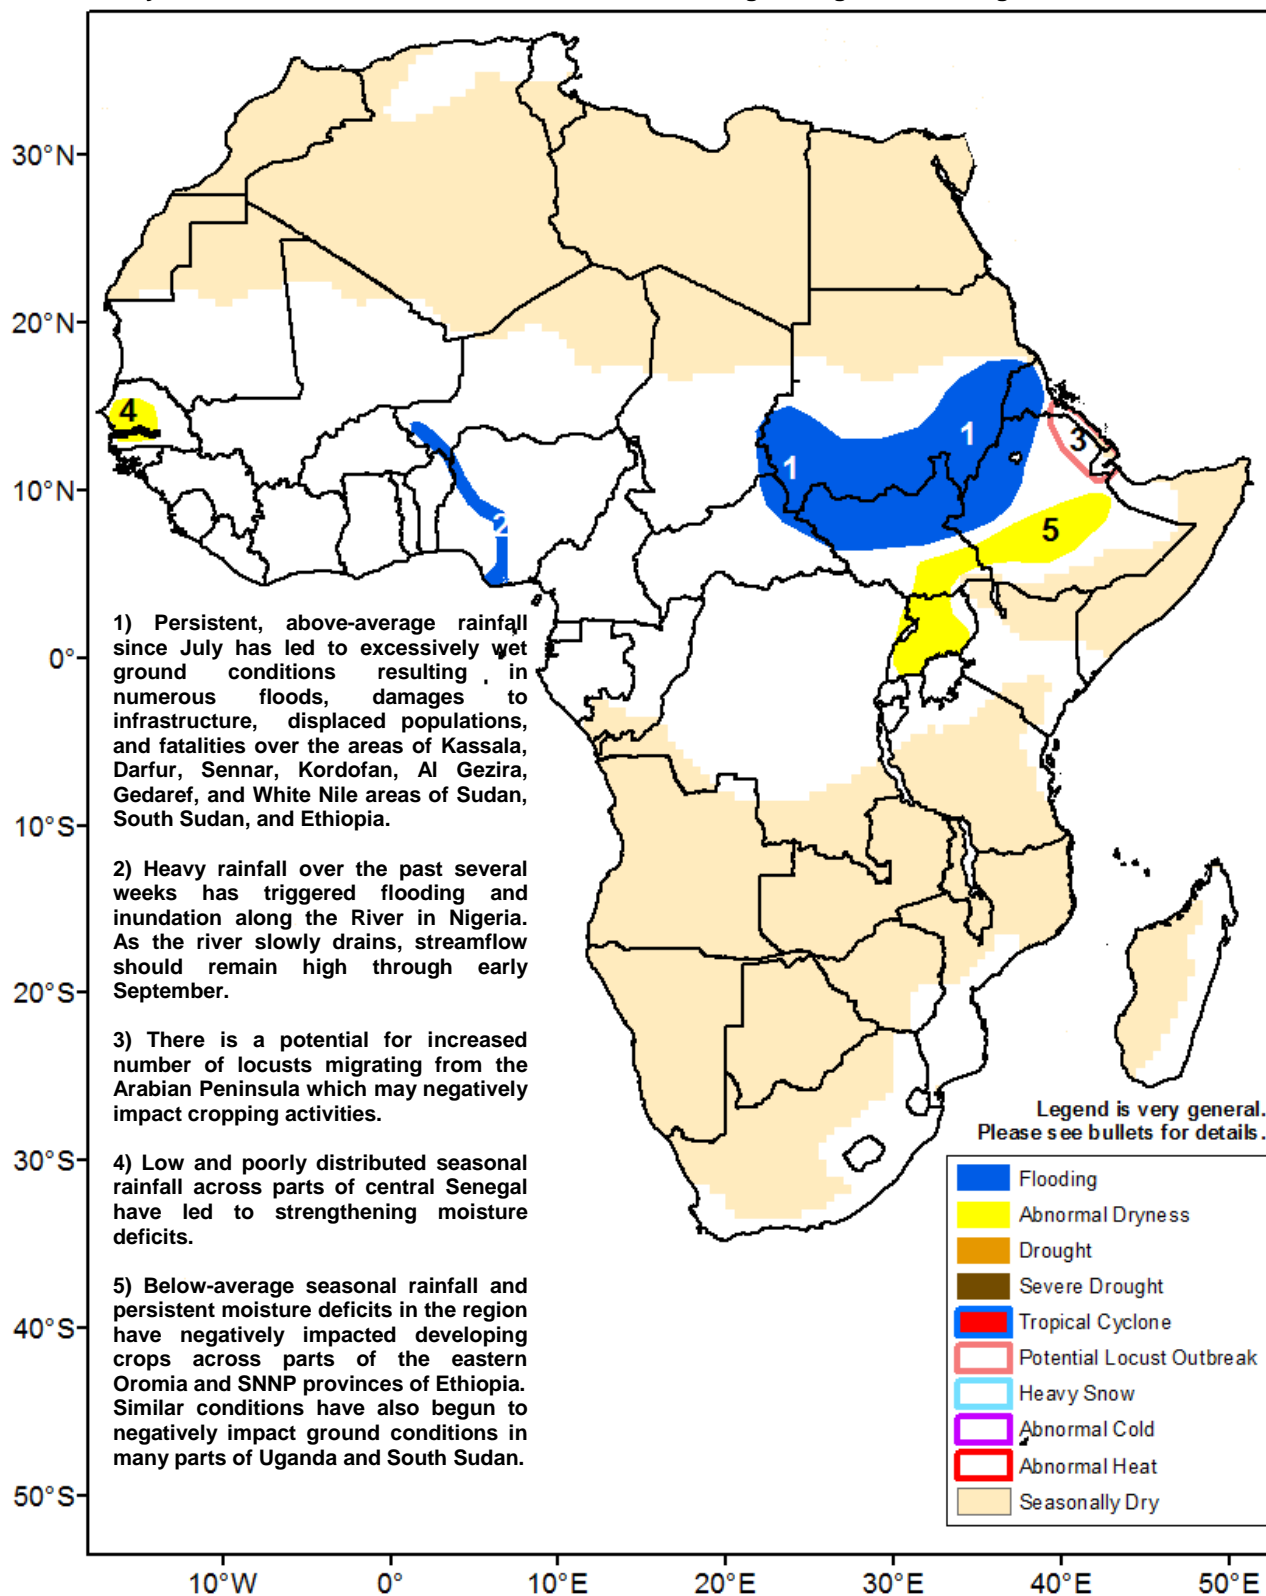 30°N
20°N
10°N
0°
10°S
20°S
30°S
40°S
50°S
4
2
1
1
3
5
1) Persistent, above-average rainfall
since July has led to excessively wet
ground conditions resulting in
numerous floods, damages to
infrastructure, displaced populations,
and fatalities over the areas of Kassala,
Darfur, Sennar, Kordofan, Al Gezira,
Gedaref, and White Nile areas of Sudan,
South Sudan, and Ethiopia.
2) Heavy rainfall over the past several
weeks has triggered flooding and
inundation along the River in Nigeria.
As the river slowly drains, streamflow
should remain high through early
September.
3) There is a potential for increased
number of locusts migrating from the
Arabian Peninsula which may negatively
impact cropping activities.
4) Low and poorly distributed seasonal
rainfall across parts of central Senegal
have led to strengthening moisture
deficits.
5) Below-average seasonal rainfall and
persistent moisture deficits in the region
have negatively impacted developing
crops across parts of the eastern
Oromia and SNNP provinces of Ethiopia.
Similar conditions have also begun to
negatively impact ground conditions in
many parts of Uganda and South Sudan.
Legend is very general.
Please see bullets for details.
Flooding
Abnormal Dryness
Drought
Severe Drought
Tropical Cyclone
Potential Locust Outbreak
Heavy Snow
Abnormal Cold
Abnormal Heat
Seasonally Dry
10°W
0°
10°E
20°E
30°E
40°E
50°E